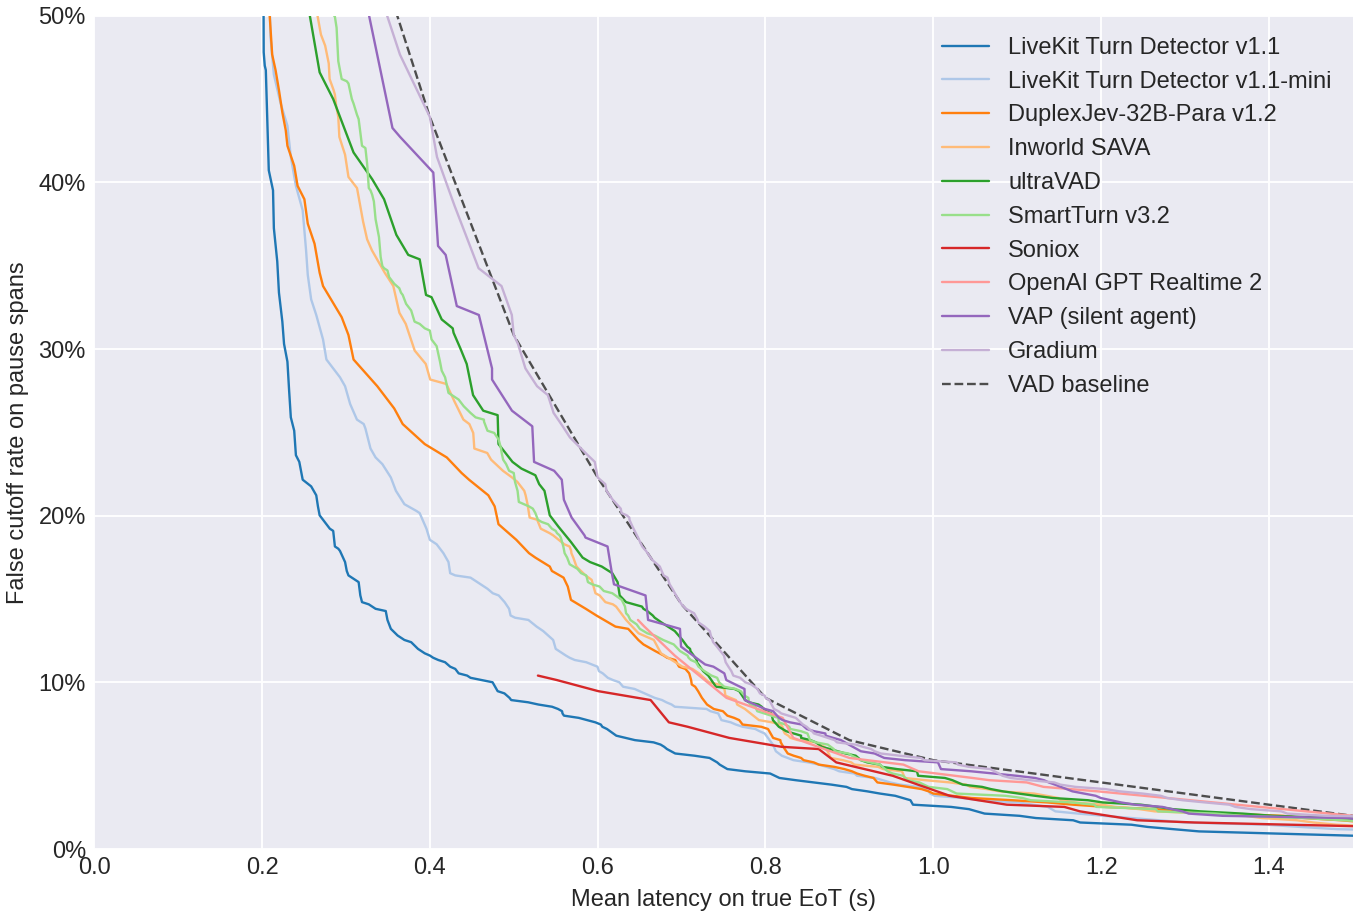 50%
40%
30%
20%
10%
0%
False cutoff rate on pause spans
LiveKit Turn Detector v1.1
LiveKit Turn Detector v1.1-mini
DuplexJev-32B-Para v1.2
Inworld SAVA
ultraVAD
SmartTurn v3.2
Soniox
OpenAI GPT Realtime 2
VAP (silent agent)
Gradium
VAD baseline
0.0 0.2 0.4 0.6 0.8 1.0 1.2 1.4
Mean latency on true EoT (s)